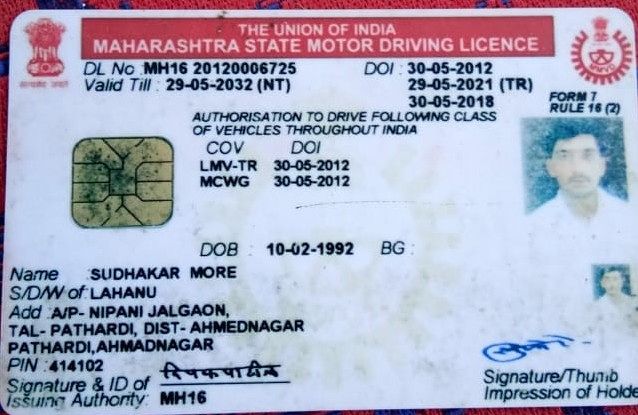 THE UNION OF INDIA
MAHARASHTRA STATE MOTOR DRIVING LICENCE
DL No :MH16 20120006725 DOI : 30-05-2012
Valid Till : 29-05-2032 (NT) 29-05-2021 (TR)
30-05-2018
FORM 7
RULE 16 (2)
AUTHORISATION TO DRIVE FOLLOWING CLASS
OF VEHICLES THROUGHOUT INDIA
COV DOI
LMV-TR 30-05-2012
MCWG 30-05-2012
DOB : 10-02-1992 BG :
Name SUDHAKAR MORE
S/D/W of LAHANU
Add :A/P- NIPANI JALGAON,
TAL- PATHARDI, DIST- AHMEDNAGAR
PATHARDI,AHMADNAGAR
PIN :414102
Signature & ID of
Issuing Authority: MH16
Signature/Thumb
Impression of Holde